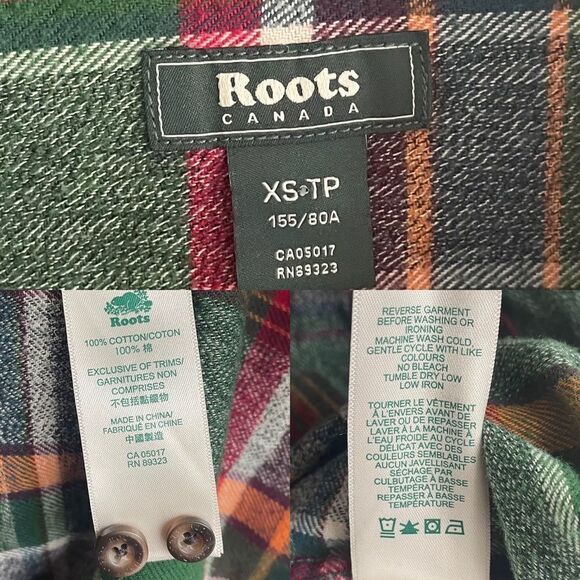 Roots
CANADA
XS•TP
155/80A
CA05017
RN89323
Roots
100% COTTON/COTON
100% 棉
EXCLUSIVE OF TRIMS/
GARNITURES NON
COMPRISES
不包括點綴物
MADE IN CHINA/
FABRIQUÉ EN CHINE
中國製造
CA 05017
RN 89323
REVERSE GARMENT
BEFORE WASHING OR
IRONING
MACHINE WASH COLD,
GENTLE CYCLE WITH LIKE
COLOURS
NO BLEACH
TUMBLE DRY LOW
LOW IRON
TOURNER LE VÊTEMENT
À L'ENVERS AVANT DE
LAVER OU DE REPASSER
LAVER À LA MACHINE À
L'EAU FROIDE AU CYCLE
DÉLICAT AVEC DES
COULEURS SEMBLABLES
AUCUN JAVELLISANT
SÉCHAGE PAR
CULBUTAGE À BASSE
TEMPÉRATURE
REPASSER À BASSE
TEMPÉRATURE